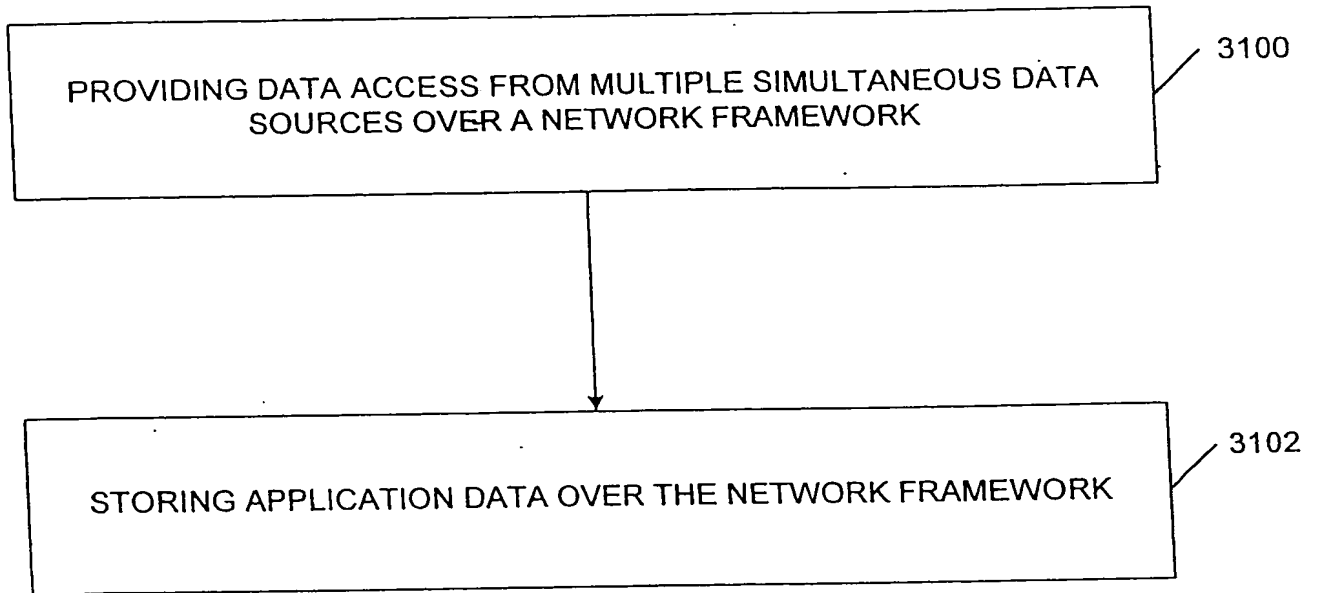 PROVIDING DATA ACCESS FROM MULTIPLE SIMULTANEOUS DATA
SOURCES OVER A NETWORK FRAMEWORK
3100
STORING APPLICATION DATA OVER THE NETWORK FRAMEWORK
3102